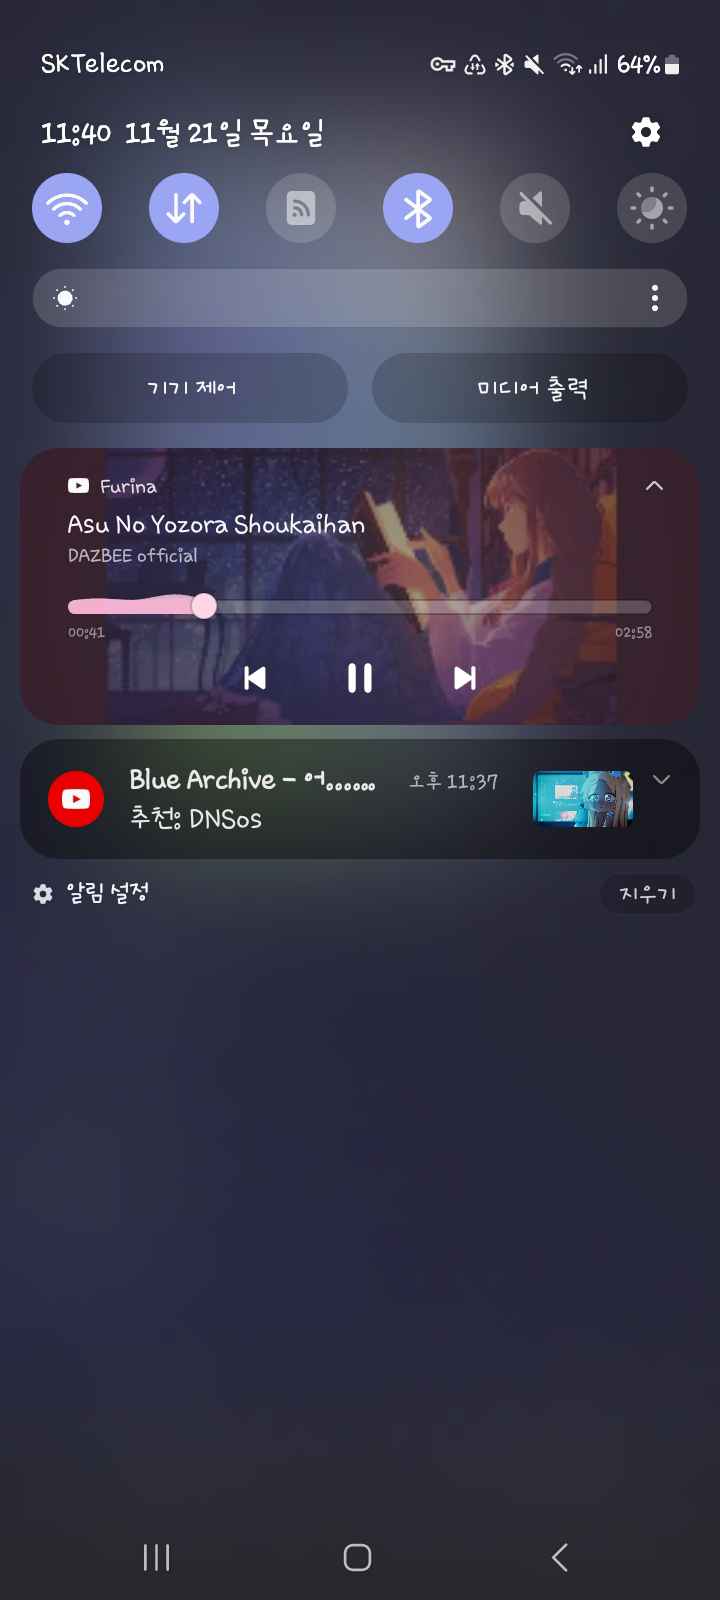 SKTelecom 64%
11:40 11월 21일 목요일
기기 제어 미디어 출력
Furina
Asu No Yozora Shoukaihan
DAZBEE official
00:41 02:58
Blue Archive - 어...... 오후 11:37
추천: DNSos
알림 설정 지우기